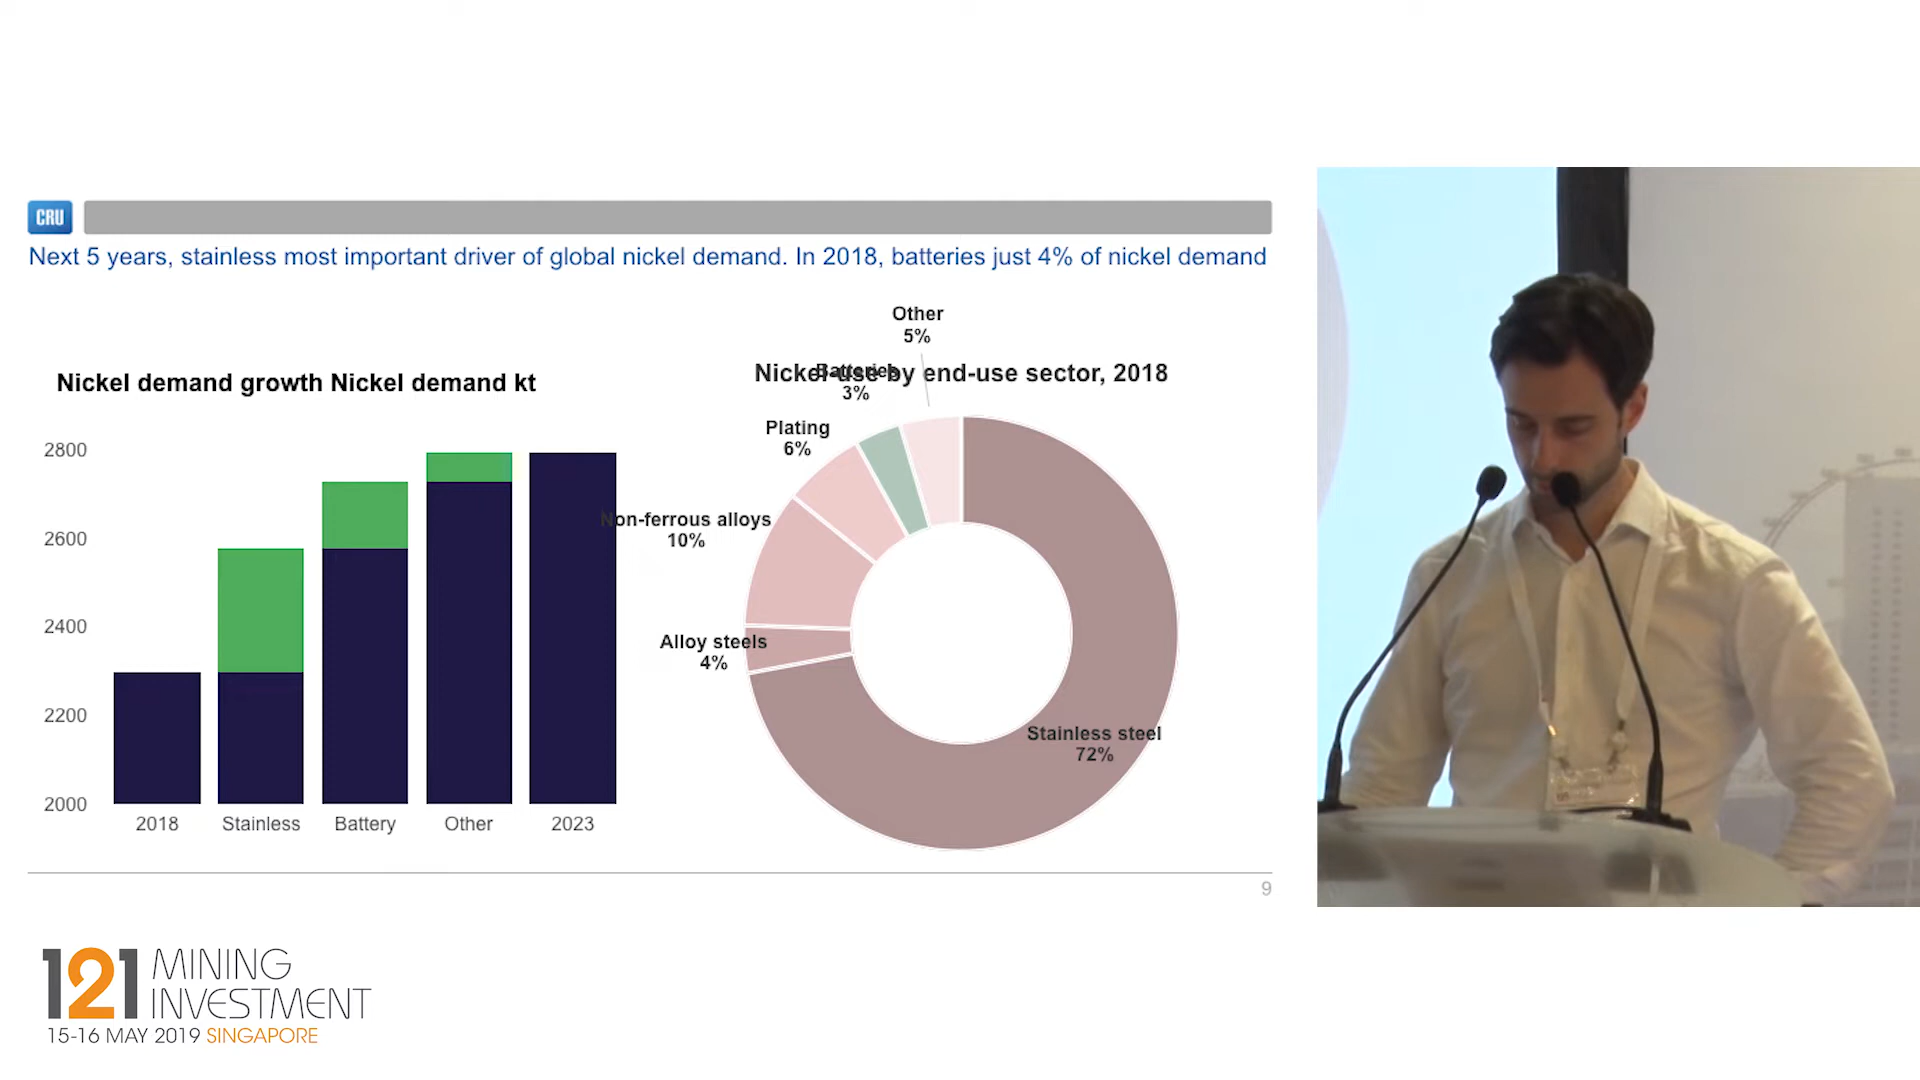 CRU
Next 5 years, stainless most important driver of global nickel demand. In 2018, batteries just 4% of nickel demand
Nickel demand growth Nickel demand kt
2800
2600
2400
2200
2000
2018
Stainless
Battery
Other
2023
Nickel use by end-use sector, 2018
Other
5%
Batteries
3%
Plating
6%
Non-ferrous alloys
10%
Alloy steels
4%
Stainless steel
72%
9
121 MINING
INVESTMENT
15-16 MAY 2019 SINGAPORE